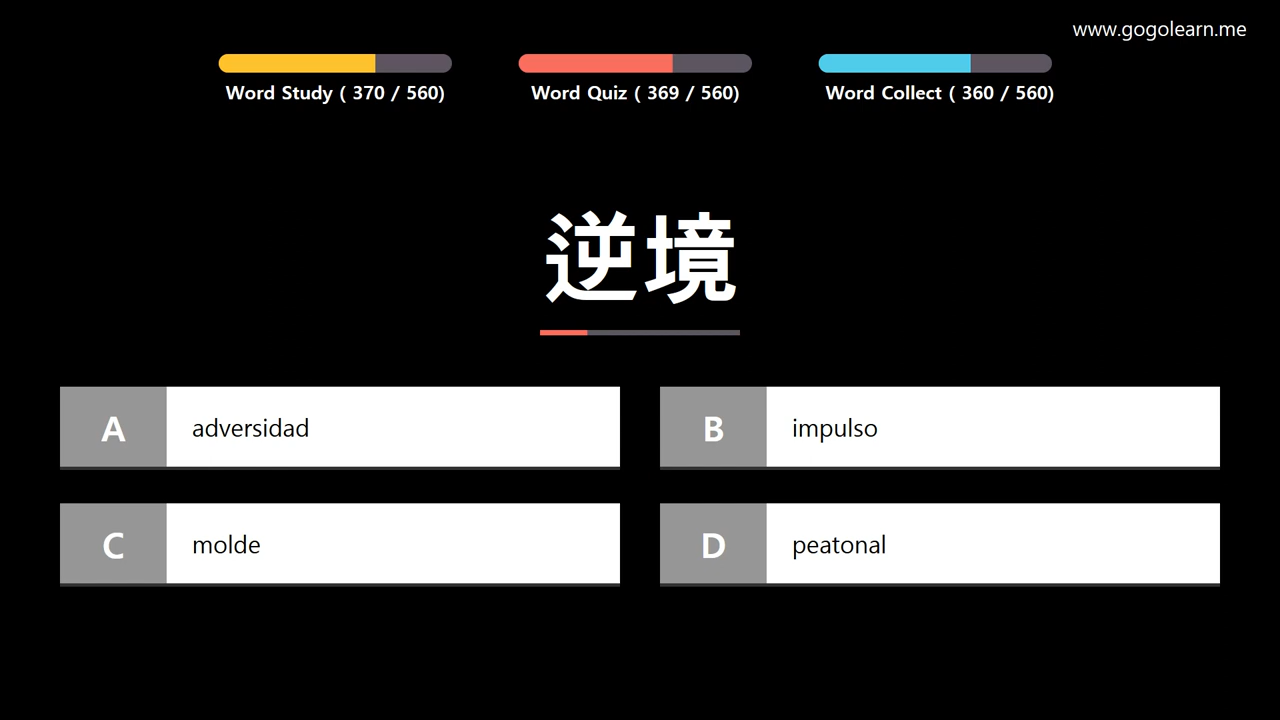 www.gogolearn.me
Word Study ( 370 / 560)
Word Quiz ( 369 / 560)
Word Collect ( 360 / 560)
逆境
A adversidad
B impulso
C molde
D peatonal